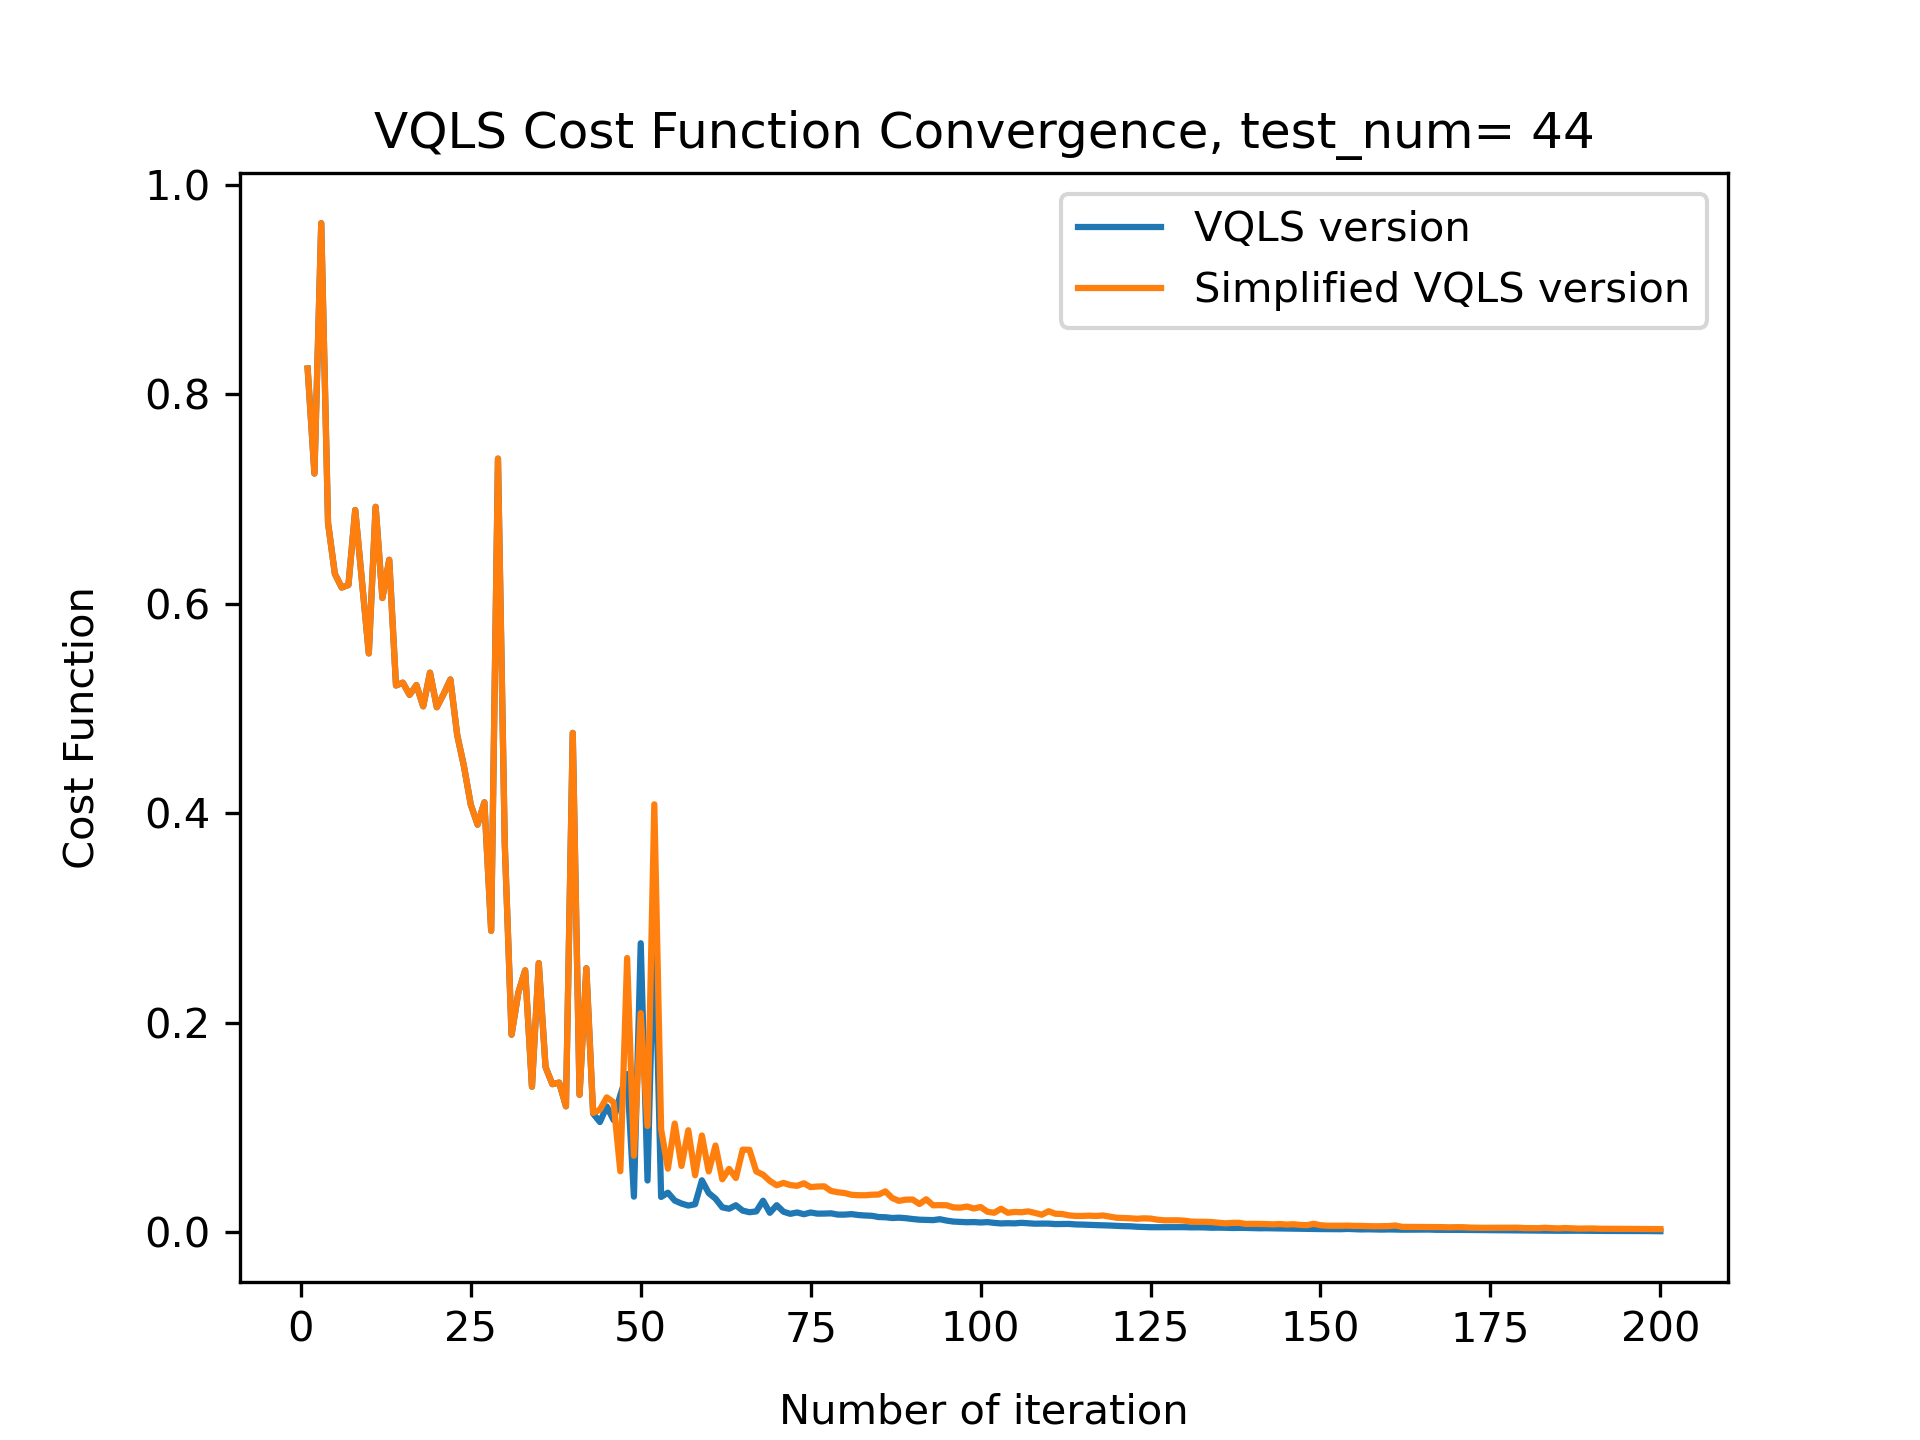 VQLS Cost Function Convergence, test_num= 44
VQLS version
Simplified VQLS version
1.0
0.8
0.6
0.4
0.2
0.0
Cost Function
0 25 50 75 100 125 150 175 200
Number of iteration